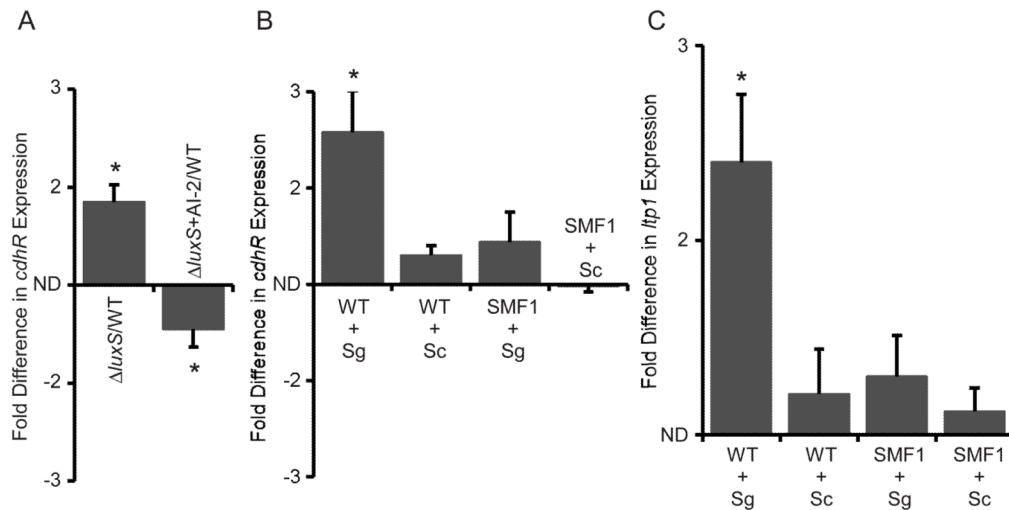 A
Fold Difference in cdhR Expression
3
2
ND
-2
-3
*
ΔluxS/WT
ΔluxS+AI-2/WT
*
B
Fold Difference in cdhR Expression
3
2
ND
-2
-3
*
WT
+
Sg
WT
+
Sc
SMF1
+
Sg
SMF1
+
Sc
C
Fold Difference in ltp1 Expression
3
2
ND
*
WT
+
Sg
WT
+
Sc
SMF1
+
Sg
SMF1
+
Sc